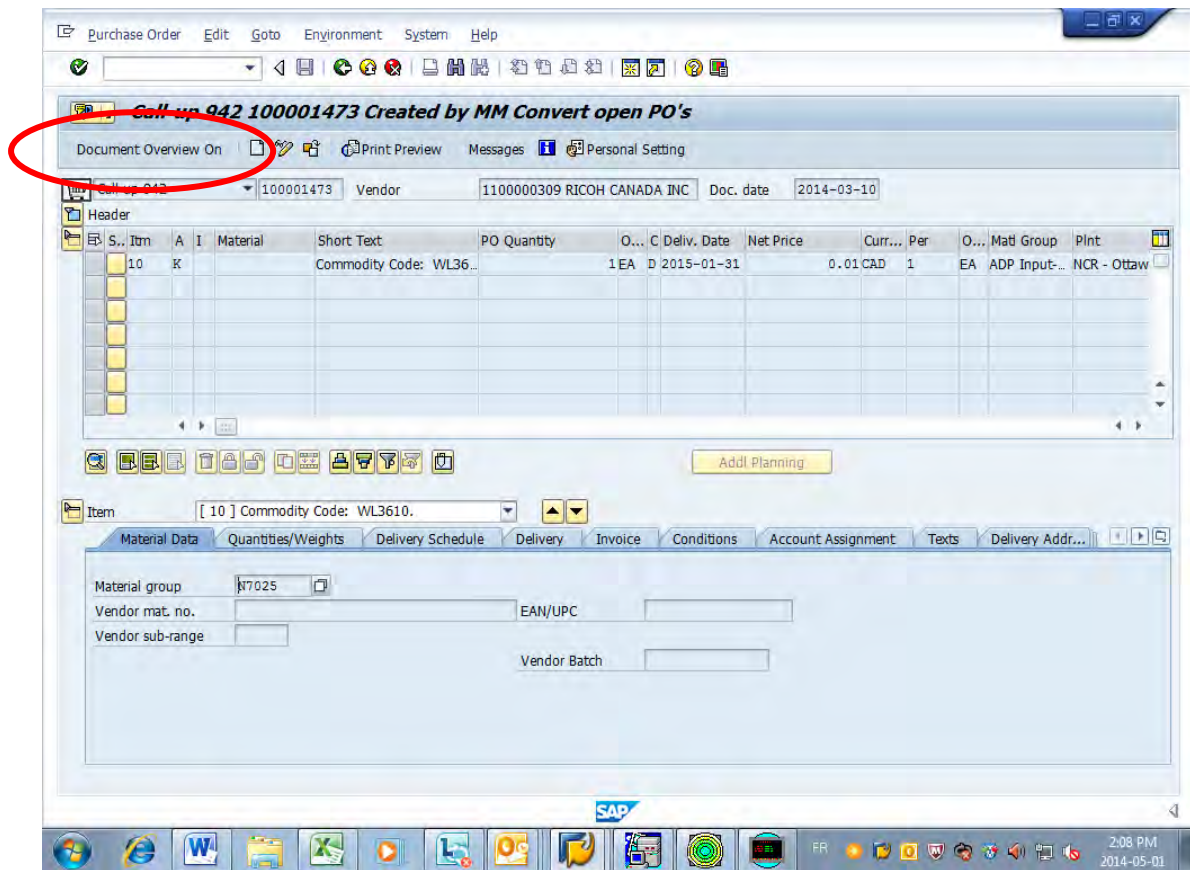 Purchase Order Edit Goto Environment System Help
Call up 942 100001473 Created by MM Convert open PO's
Document Overview On Print Preview Messages Personal Setting
Call up 942 100001473 Vendor 1100000309 RICOH CANADA INC Doc. date 2014-03-10
Header
S.. Itm A I Material Short Text PO Quantity O... C Deliv. Date Net Price Curr... Per O... Matl Group Plnt
10 K Commodity Code: WL36... 1 EA D 2015-01-31 0.01 CAD 1 EA ADP Input-... NCR - Ottaw
Addl Planning
Item [ 10 ] Commodity Code: WL3610.
Material Data Quantities/Weights Delivery Schedule Delivery Invoice Conditions Account Assignment Texts Delivery Addr...
Material group N7025
Vendor mat. no. EAN/UPC
Vendor sub-range
Vendor Batch
SAP
FR 2:08 PM
2014-05-01